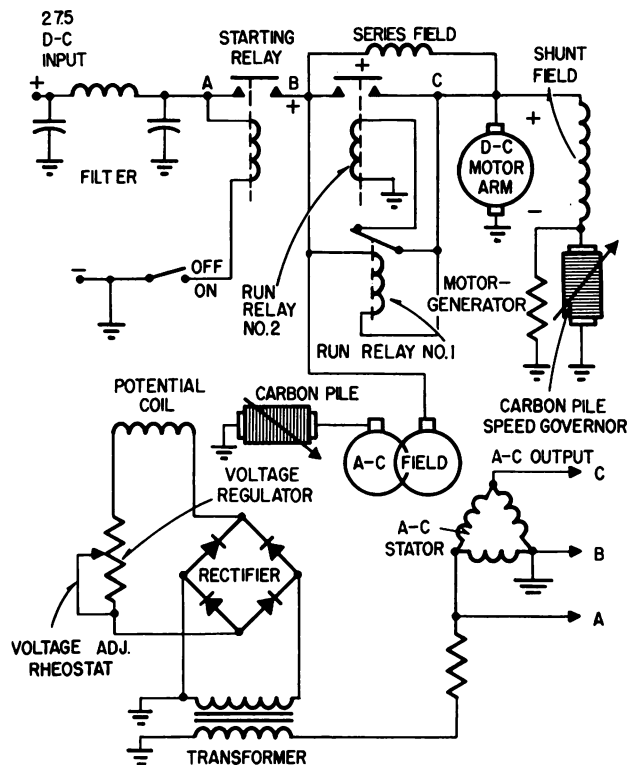 27.5
D-C
INPUT
STARTING
RELAY
SERIES FIELD
SHUNT
FIELD
+
A
B
+
+
C
+
D-C
MOTOR
ARM
-
FILTER
-
OFF
ON
RUN
RELAY
NO.2
MOTOR-
GENERATOR
RUN RELAY NO.1
CARBON PILE
SPEED GOVERNOR
POTENTIAL
COIL
CARBON PILE
A-C
FIELD
VOLTAGE
REGULATOR
A-C OUTPUT
C
A-C
STATOR
B
RECTIFIER
A
VOLTAGE ADJ.
RHEOSTAT
TRANSFORMER